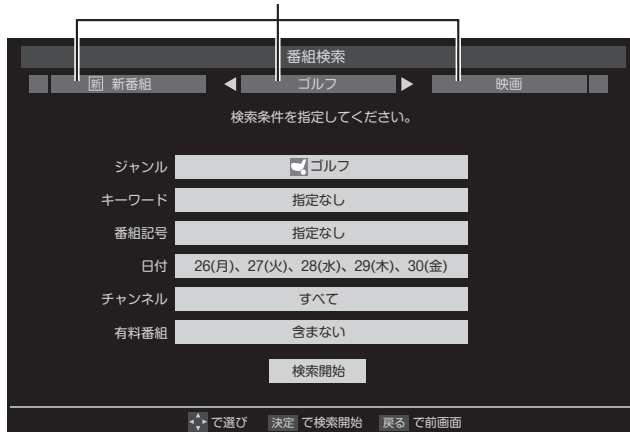 番組検索
新 新番組 ◀ ゴルフ ▶ 映画
検索条件を指定してください。
ジャンル ゴルフ
キーワード 指定なし
番組記号 指定なし
日付 26(月)、27(火)、28(水)、29(木)、30(金)
チャンネル すべて
有料番組 含まない
検索開始
で選び 決定 で検索開始 戻る で前画面